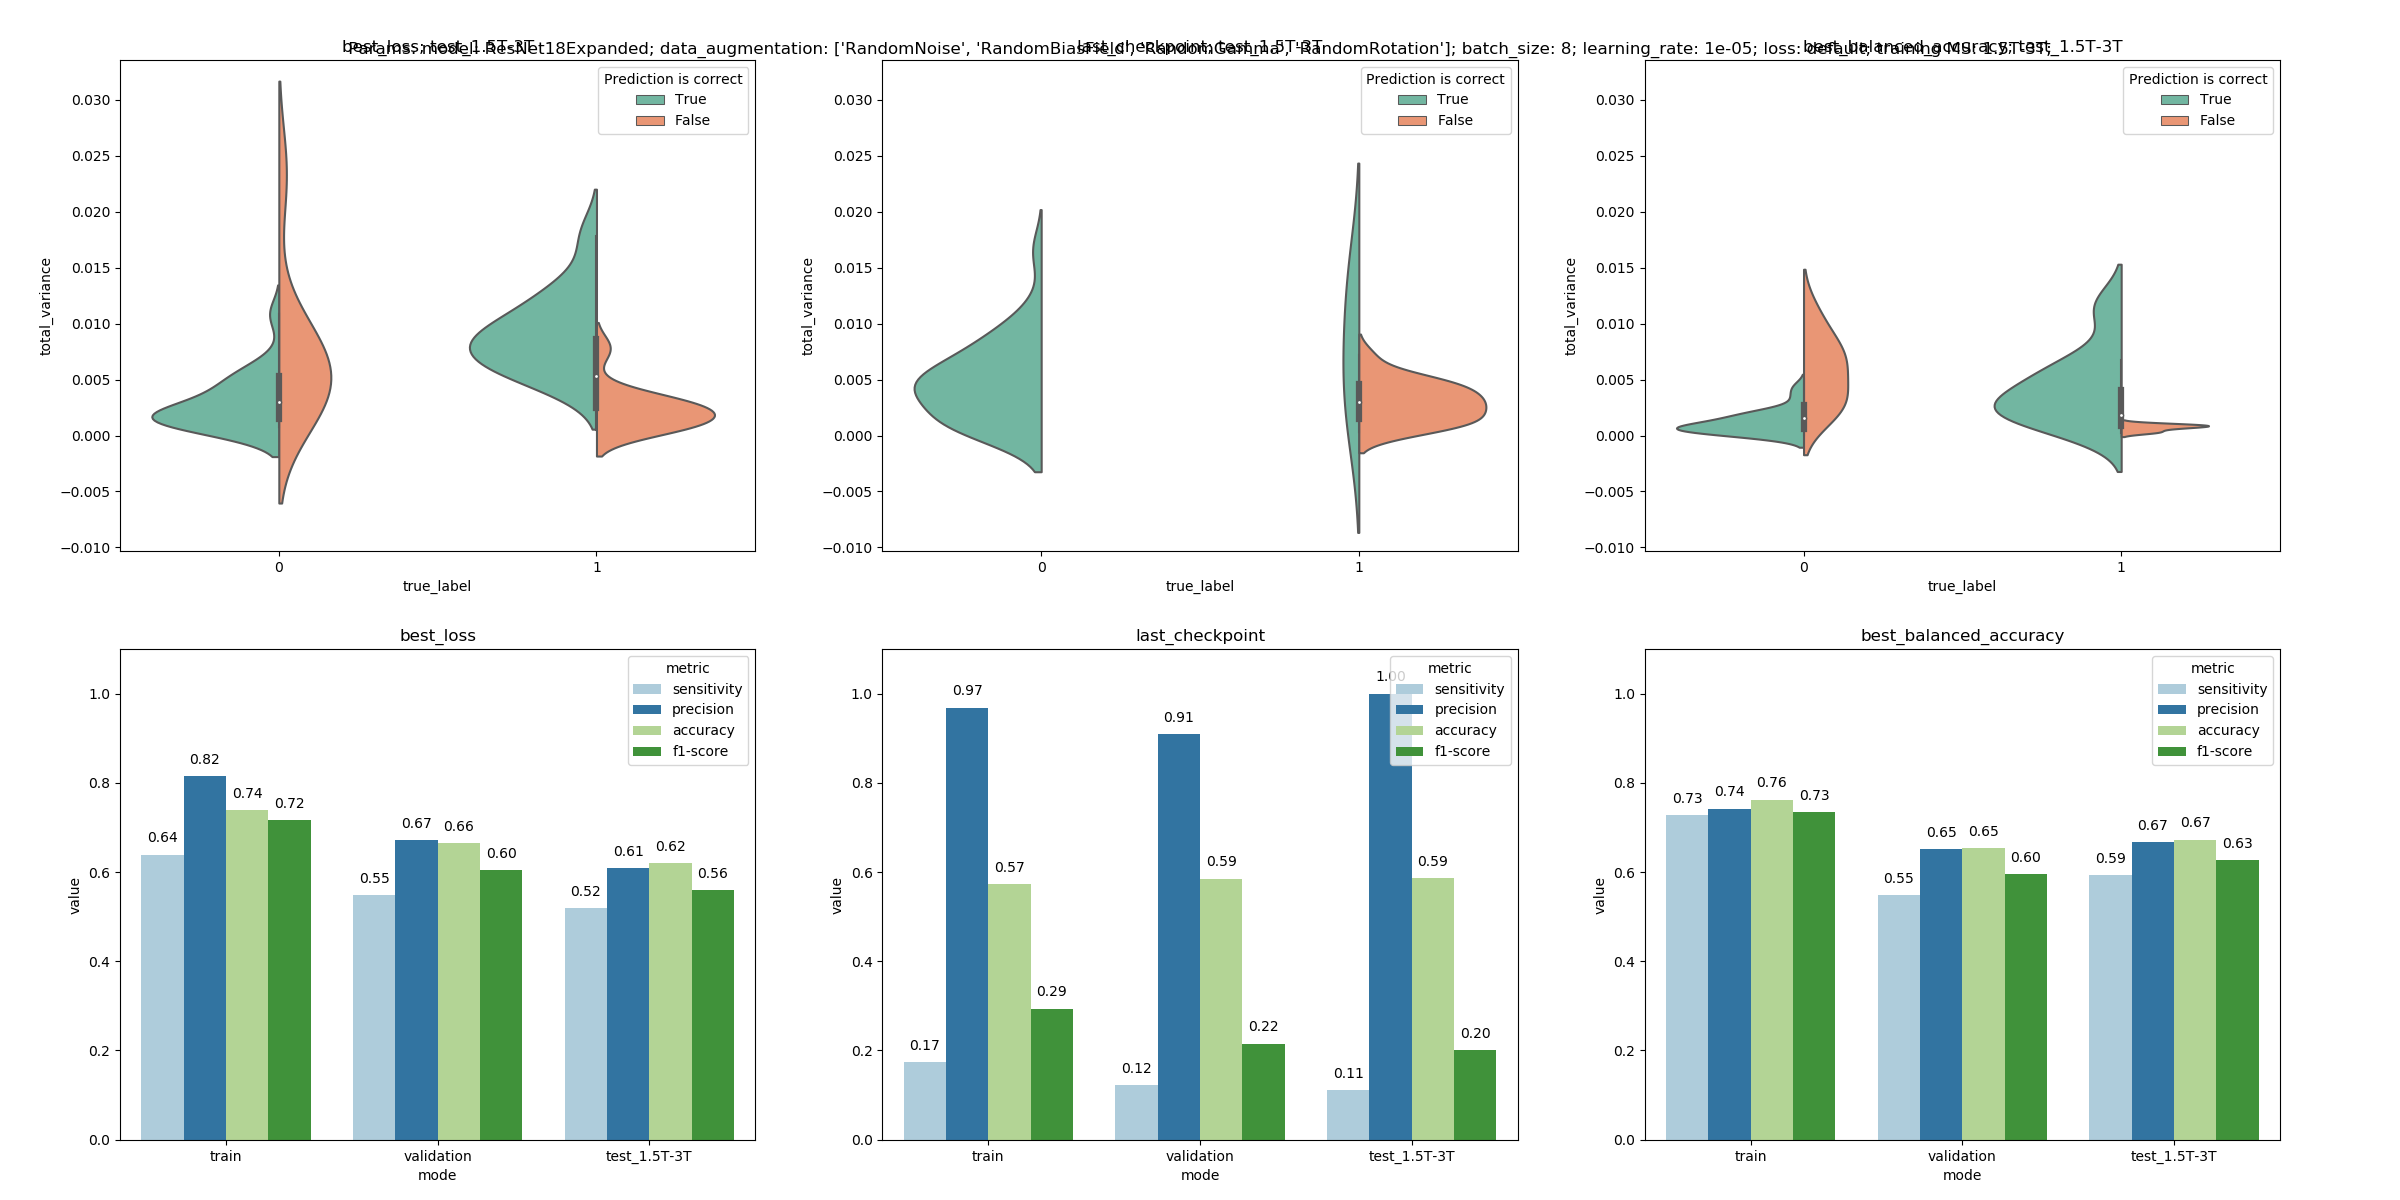 best_loss; test_1.5T-3T
last_checkpoint; test_1.5T-3T
best_balanced_accuracy; test_1.5T-3T
Params: model: ResNet18Expanded; data_augmentation: ['RandomNoise', 'RandomBiasField', 'RandomGamma', 'RandomRotation']; batch_size: 8; learning_rate: 1e-05; loss: default; training MS: 1.5T-3T;
total_variance
0.030
0.025
0.020
0.015
0.010
0.005
0.000
−0.005
−0.010
Prediction is correct
True
False
0 1
true_label
total_variance
0.030
0.025
0.020
0.015
0.010
0.005
0.000
−0.005
−0.010
Prediction is correct
True
False
0 1
true_label
total_variance
0.030
0.025
0.020
0.015
0.010
0.005
0.000
−0.005
−0.010
Prediction is correct
True
False
0 1
true_label
best_loss
value
1.0
0.8
0.6
0.4
0.2
0.0
metric
sensitivity
precision
accuracy
f1-score
0.64 0.82 0.74 0.72
0.55 0.67 0.66 0.60
0.52 0.61 0.62 0.56
train validation test_1.5T-3T
mode
last_checkpoint
value
1.0
0.8
0.6
0.4
0.2
0.0
metric
sensitivity
precision
accuracy
f1-score
0.17 0.97 0.57 0.29
0.12 0.91 0.59 0.22
0.11 1.00 0.59 0.20
train validation test_1.5T-3T
mode
best_balanced_accuracy
value
1.0
0.8
0.6
0.4
0.2
0.0
metric
sensitivity
precision
accuracy
f1-score
0.73 0.74 0.76 0.73
0.55 0.65 0.65 0.60
0.59 0.67 0.67 0.63
train validation test_1.5T-3T
mode